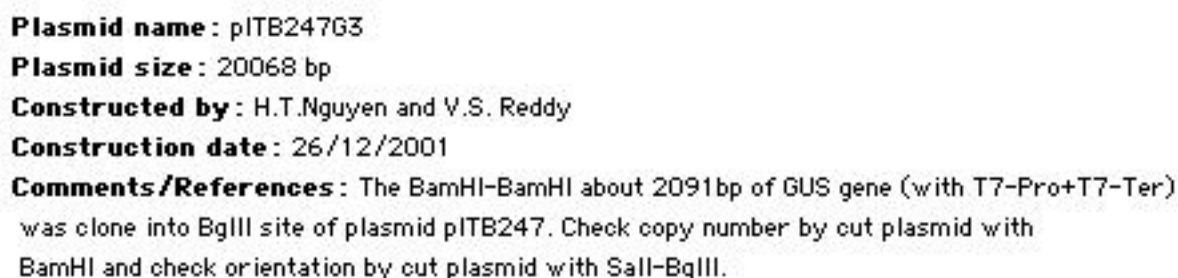 Plasmid name: pITB247G3
Plasmid size: 20068 bp
Constructed by: H.T.Nguyen and V.S. Reddy
Construction date: 26/12/2001
Comments/References: The BamHI-BamHI about 2091bp of GUS gene (with T7-Pro+T7-Ter)
was clone into BglII site of plasmid pITB247. Check copy number by cut plasmid with
BamHI and check orientation by cut plasmid with SalI-BglII.